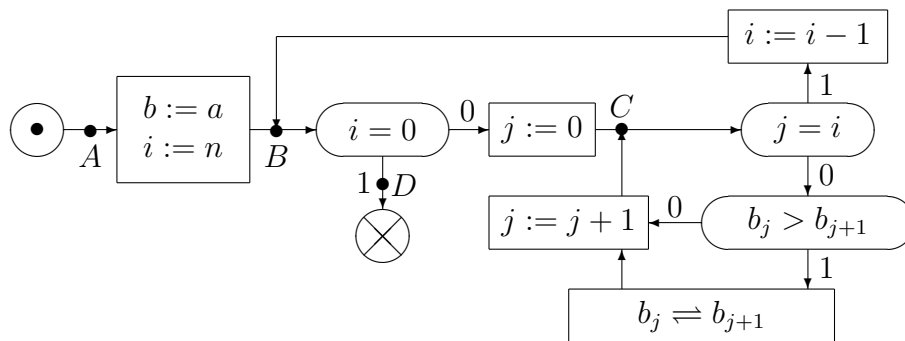 i := i − 1
b := a
i := n
A
B
i = 0
0
j := 0
C
j = i
1
0
1
D
j := j + 1
0
b_j > b_{j+1}
1
b_j ⇌ b_{j+1}